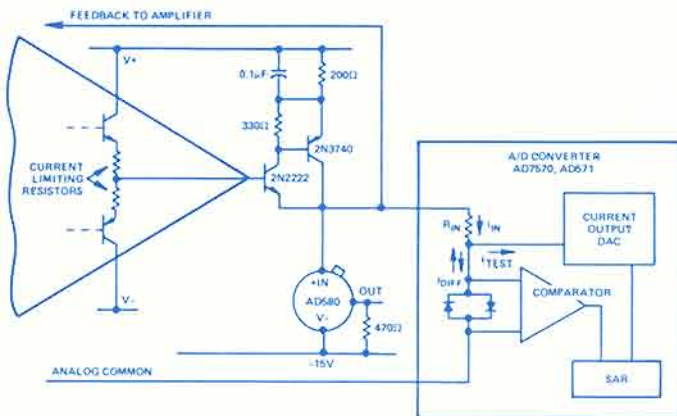 FEEDBACK TO AMPLIFIER
V+
0.1µF
200Ω
330Ω
2N3740
2N2222
CURRENT
LIMITING
RESISTORS
V-
+IN
AD580
V-
OUT
470Ω
-15V
ANALOG COMMON
A/D CONVERTER
AD7570, AD571
RIN
iIN
CURRENT
OUTPUT
DAC
iTEST
iDIFF
COMPARATOR
SAR